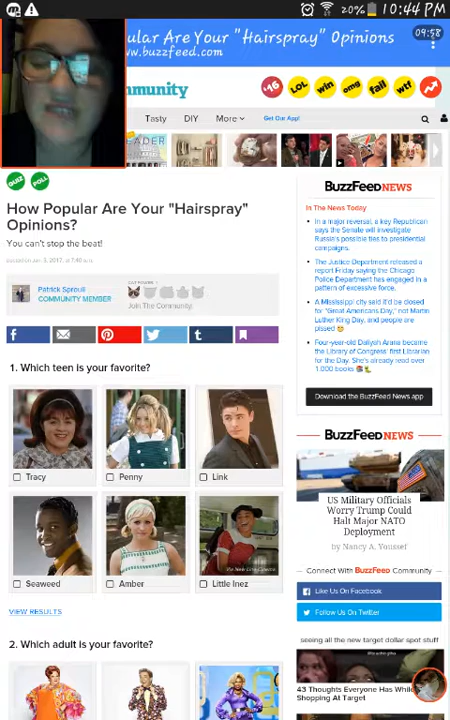 20% 10:44 PM
ular Are Your "Hairspray" Opinions
09:58
ww.buzzfeed.com
mmunity
LOL
win
omg
fail
wtf
Tasty
DIY
More
Get Our App!
QUIZ
POLL
How Popular Are Your "Hairspray"
Opinions?
You can't stop the beat!
Patrick Sproull
COMMUNITY MEMBER
CAT POWER
Join The Community:
1. Which teen is your favorite?
Tracy
Penny
Link
Seaweed
Amber
Little Inez
VIEW RESULTS
2. Which adult is your favorite?
BuzzFeed NEWS
In The News Today:
In a major reversal, a key Republican
says the Senate will investigate
Russia's possible ties to presidential
campaigns.
The Justice Department released a
report Friday saying the Chicago
Police Department has engaged in a
pattern of excessive force.
A Mississippi city said it'd be closed
for "Great Americans Day," not Martin
Luther King Day, and people are
pissed
Four-year-old Daliyah Arana became
the Library of Congress' first Librarian
for the Day. She's already read over
1,000 books
Download the BuzzFeed News app
BuzzFeed NEWS
US Military Officials
Worry Trump Could
Halt Major NATO
Deployment
by Nancy A. Youssef
Connect With BuzzFeed Community
Like Us On Facebook
Follow Us On Twitter
seeing all the new target dollar spot stuff
43 Thoughts Everyone Has While
Shopping At Target